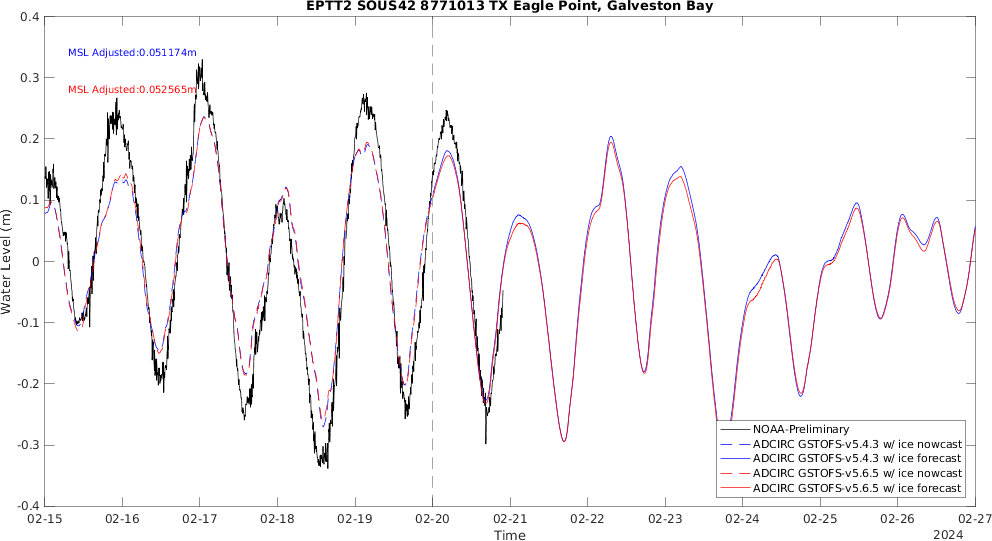 EPTT2 SOUS42 8771013 TX Eagle Point, Galveston Bay
MSL Adjusted:0.051174m
MSL Adjusted:0.052565m
Water Level (m)
0.4
0.3
0.2
0.1
0
-0.1
-0.2
-0.3
-0.4
NOAA-Preliminary
ADCIRC GSTOFS-v5.4.3 w/ ice nowcast
ADCIRC GSTOFS-v5.4.3 w/ ice forecast
ADCIRC GSTOFS-v5.6.5 w/ ice nowcast
ADCIRC GSTOFS-v5.6.5 w/ ice forecast
02-15 02-16 02-17 02-18 02-19 02-20 02-21 02-22 02-23 02-24 02-25 02-26 02-27
Time
2024